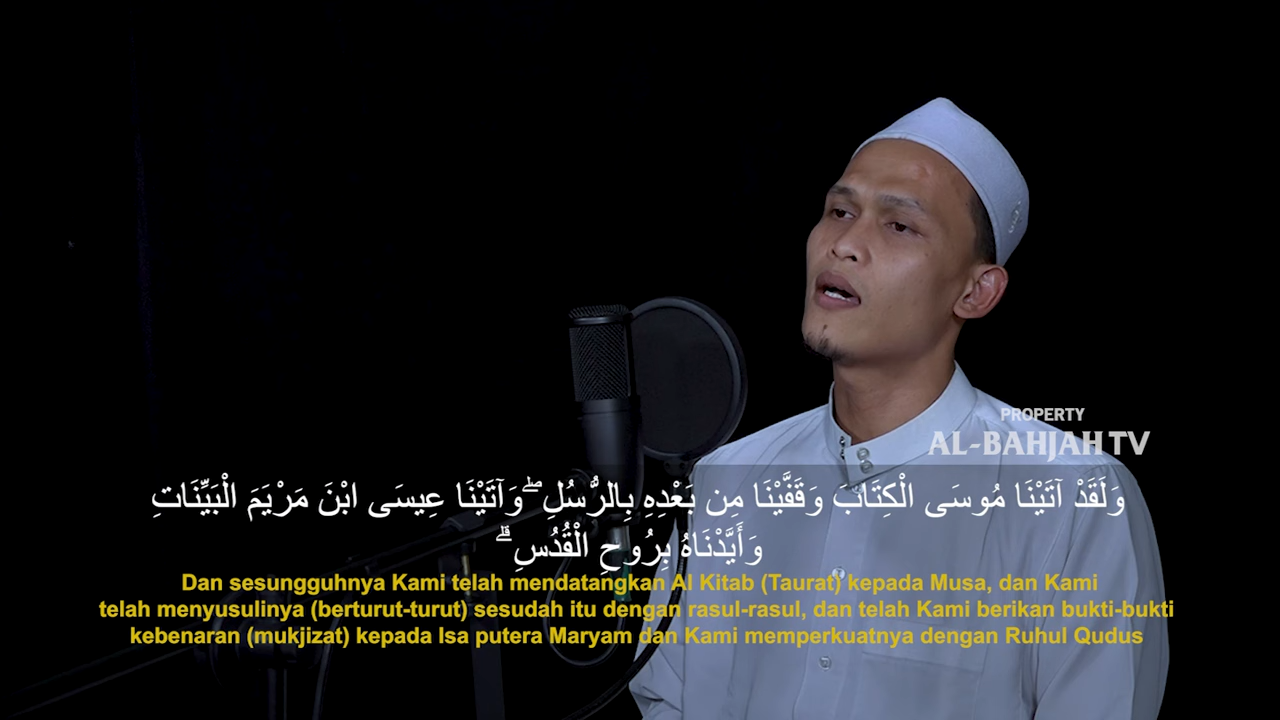 PROPERTY
AL-BAHJAH TV
وَلَقَدْ آتَيْنَا مُوسَى الْكِتَابَ وَقَفَّيْنَا مِن بَعْدِهِ بِالرُّسُلِ ۖ وَآتَيْنَا عِيسَى ابْنَ مَرْيَمَ الْبَيِّنَاتِ
وَأَيَّدْنَاهُ بِرُوحِ الْقُدُسِ ۗ
Dan sesungguhnya Kami telah mendatangkan Al Kitab (Taurat) kepada Musa, dan Kami
telah menyusulinya (berturut-turut) sesudah itu dengan rasul-rasul, dan telah Kami berikan bukti-bukti
kebenaran (mukjizat) kepada Isa putera Maryam dan Kami memperkuatnya dengan Ruhul Qudus